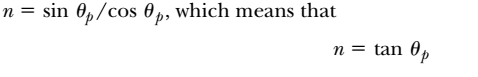 n = sin θp/cos θp, which means that
n = tan θp